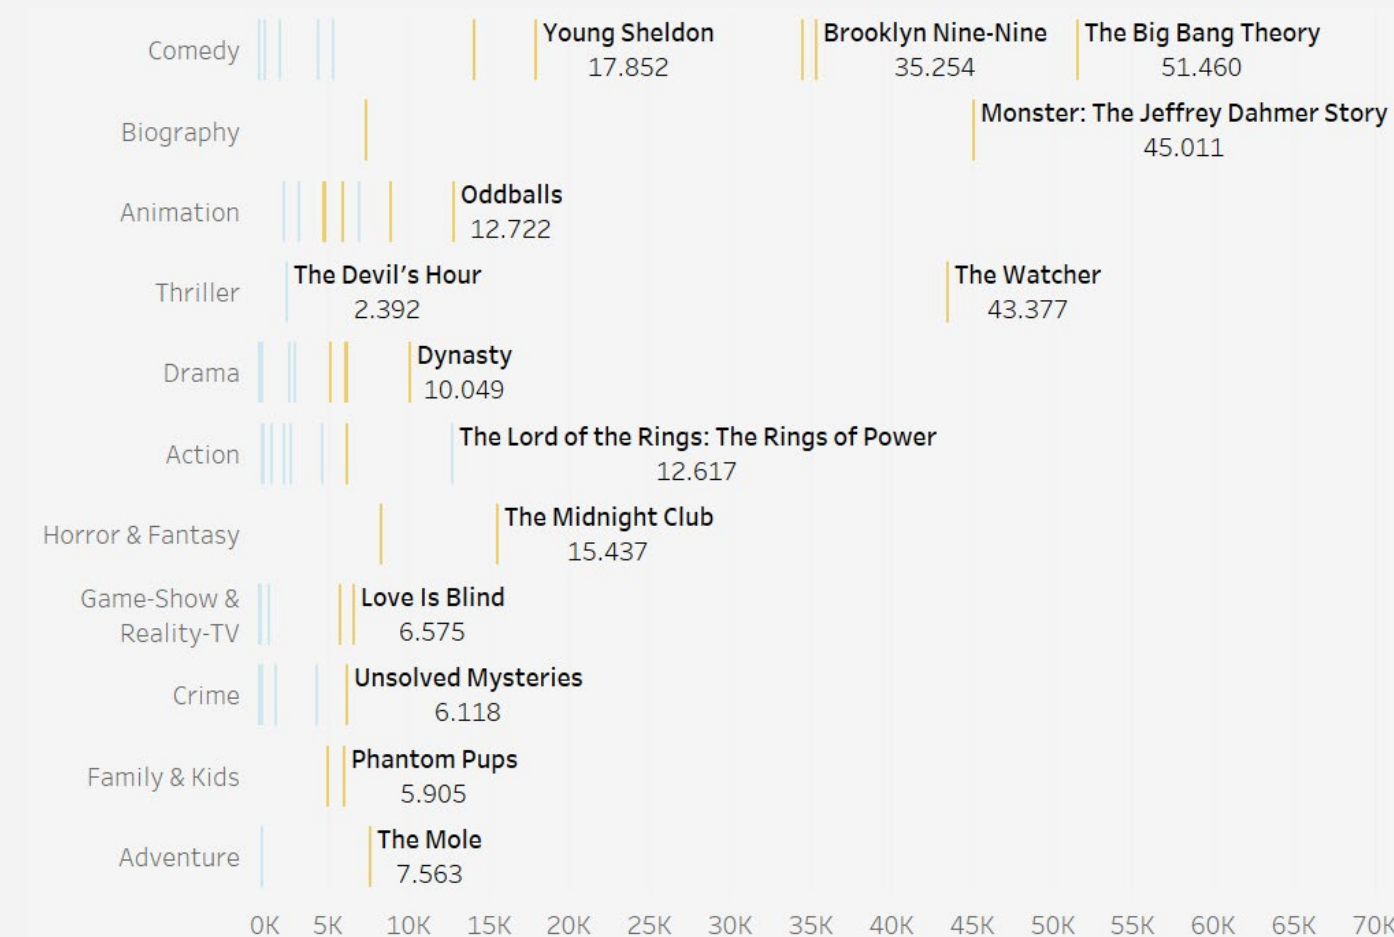 Comedy
Young Sheldon
17.852
Brooklyn Nine-Nine
35.254
The Big Bang Theory
51.460
Biography
Monster: The Jeffrey Dahmer Story
45.011
Animation
Oddballs
12.722
Thriller
The Devil's Hour
2.392
The Watcher
43.377
Drama
Dynasty
10.049
Action
The Lord of the Rings: The Rings of Power
12.617
Horror & Fantasy
The Midnight Club
15.437
Game-Show &
Reality-TV
Love Is Blind
6.575
Crime
Unsolved Mysteries
6.118
Family & Kids
Phantom Pups
5.905
Adventure
The Mole
7.563
0K 5K 10K 15K 20K 25K 30K 35K 40K 45K 50K 55K 60K 65K 70K